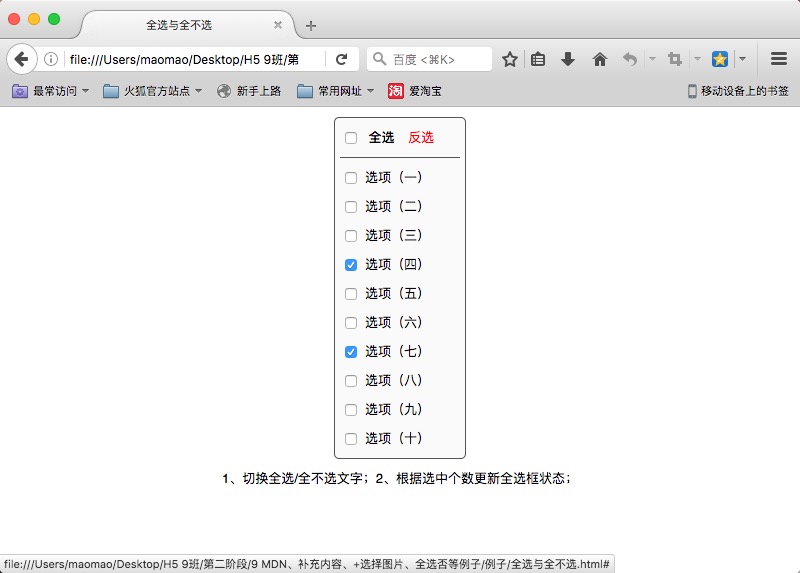 全选与全不选
file:///Users/maomao/Desktop/H5 9班/第
百度 <⌘K>
最常访问 火狐官方站点 新手上路 常用网址 淘 爱淘宝 移动设备上的书签
全选 反选
选项（一）
选项（二）
选项（三）
选项（四）
选项（五）
选项（六）
选项（七）
选项（八）
选项（九）
选项（十）
1、切换全选/全不选文字；2、根据选中个数更新全选框状态；
file:///Users/maomao/Desktop/H5 9班/第二阶段/9 MDN、补充内容、+选择图片、全选否等例子/例子/全选与全不选.html#